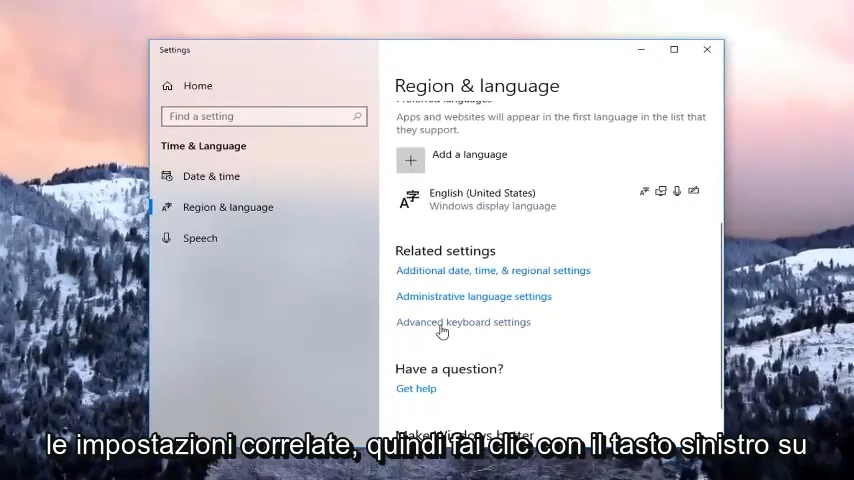 Settings
Home
Find a setting
Time & Language
Date & time
Region & language
Speech
Region & language
Preferred languages
Apps and websites will appear in the first language in the list that
they support.
Add a language
English (United States)
Windows display language
Related settings
Additional date, time, & regional settings
Administrative language settings
Advanced keyboard settings
Have a question?
Get help
Make Windows better
le impostazioni correlate, quindi fai clic con il tasto sinistro su